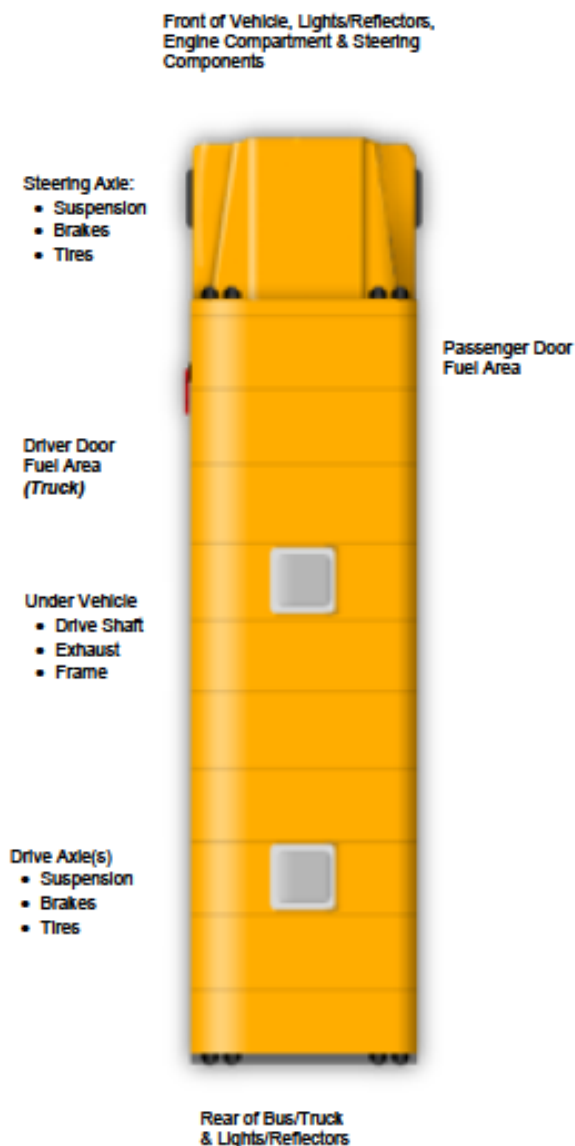 Front of Vehicle, Lights/Reflectors,
Engine Compartment & Steering
Components
Steering Axle:
• Suspension
• Brakes
• Tires
Passenger Door
Fuel Area
Driver Door
Fuel Area
(Truck)
Under Vehicle
• Drive Shaft
• Exhaust
• Frame
Drive Axle(s)
• Suspension
• Brakes
• Tires
Rear of Bus/Truck
& Lights/Reflectors